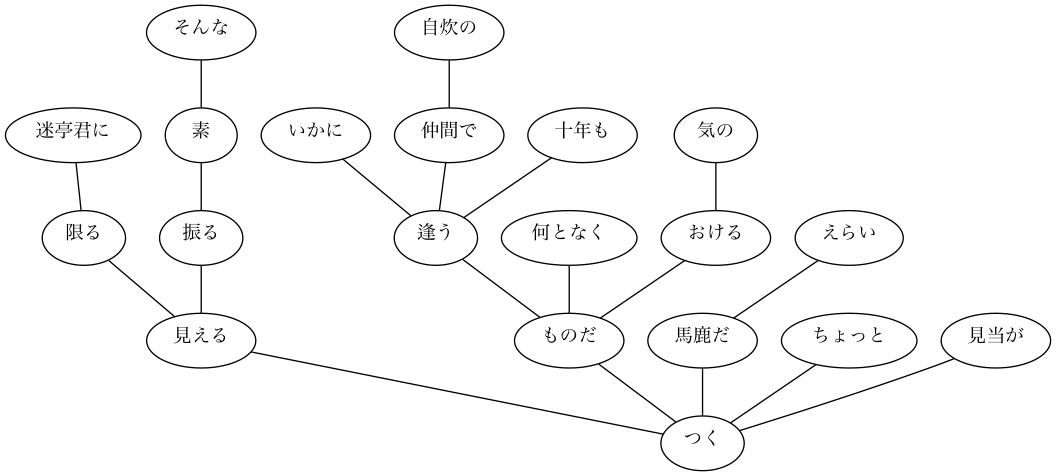 そんな
自炊の
迷亭君に
素
いかに
仲間で
十年も
気の
限る
振る
逢う
何となく
おける
えらい
見える
ものだ
馬鹿だ
ちょっと
見当が
つく